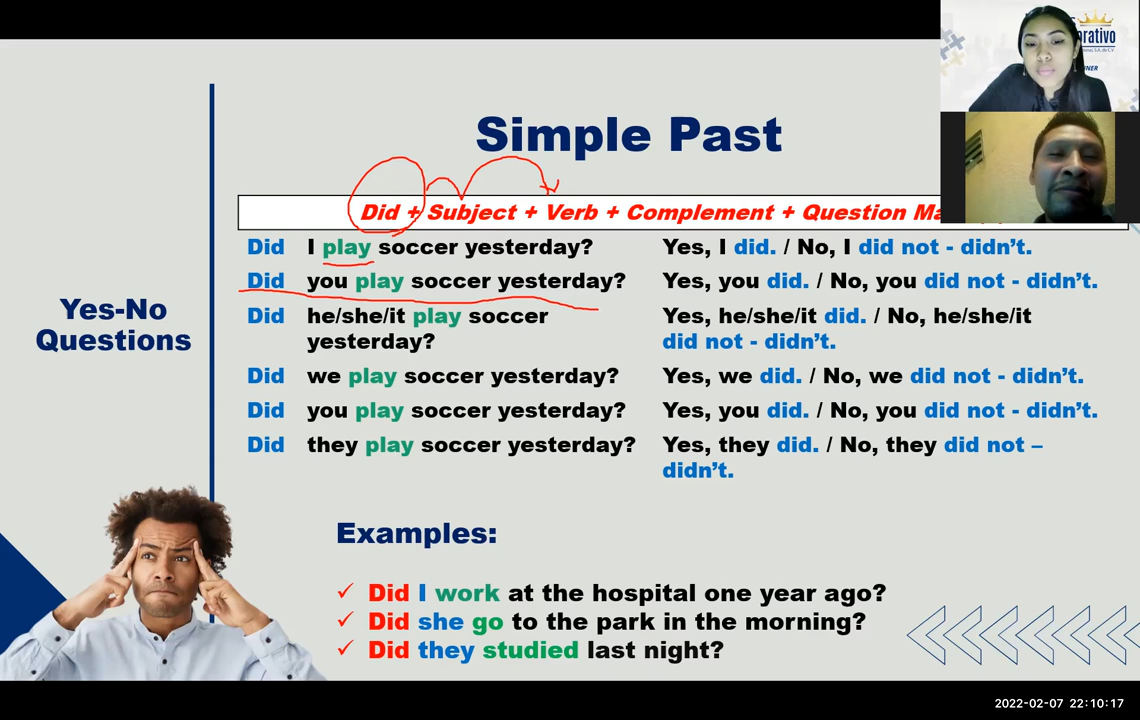 orativo
Simple Past
Did + Subject + Verb + Complement + Question Ma
Did I play soccer yesterday? Yes, I did. / No, I did not - didn’t.
Did you play soccer yesterday? Yes, you did. / No, you did not - didn’t.
Yes-No
Questions
Did he/she/it play soccer Yes, he/she/it did. / No, he/she/it
yesterday? did not - didn’t.
Did we play soccer yesterday? Yes, we did. / No, we did not - didn’t.
Did you play soccer yesterday? Yes, you did. / No, you did not - didn’t.
Did they play soccer yesterday? Yes, they did. / No, they did not –
didn’t.
Examples:
✓ Did I work at the hospital one year ago?
✓ Did she go to the park in the morning?
✓ Did they studied last night?
2022-02-07 22:10:17